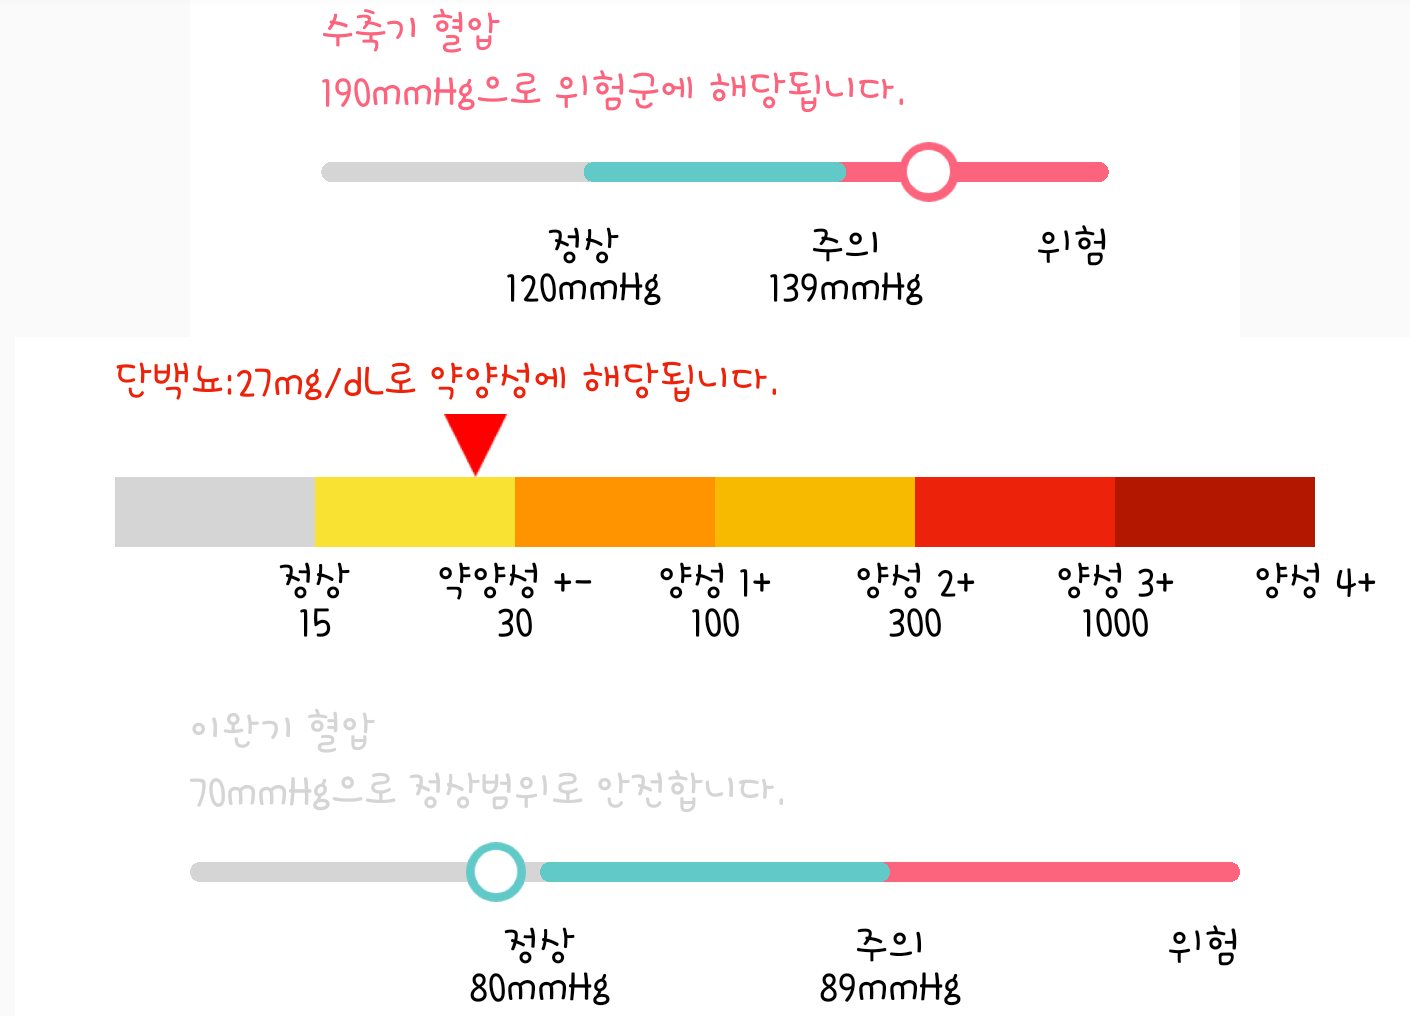 수축기 혈압
190mmHg으로 위험군에 해당됩니다.
정상 주의 위험
120mmHg 139mmHg
단백뇨:27mg/dL로 약양성에 해당됩니다.
정상 약양성 +- 양성 1+ 양성 2+ 양성 3+ 양성 4+
15 30 100 300 1000
이완기 혈압
70mmHg으로 정상범위로 안전합니다.
정상 주의 위험
80mmHg 89mmHg